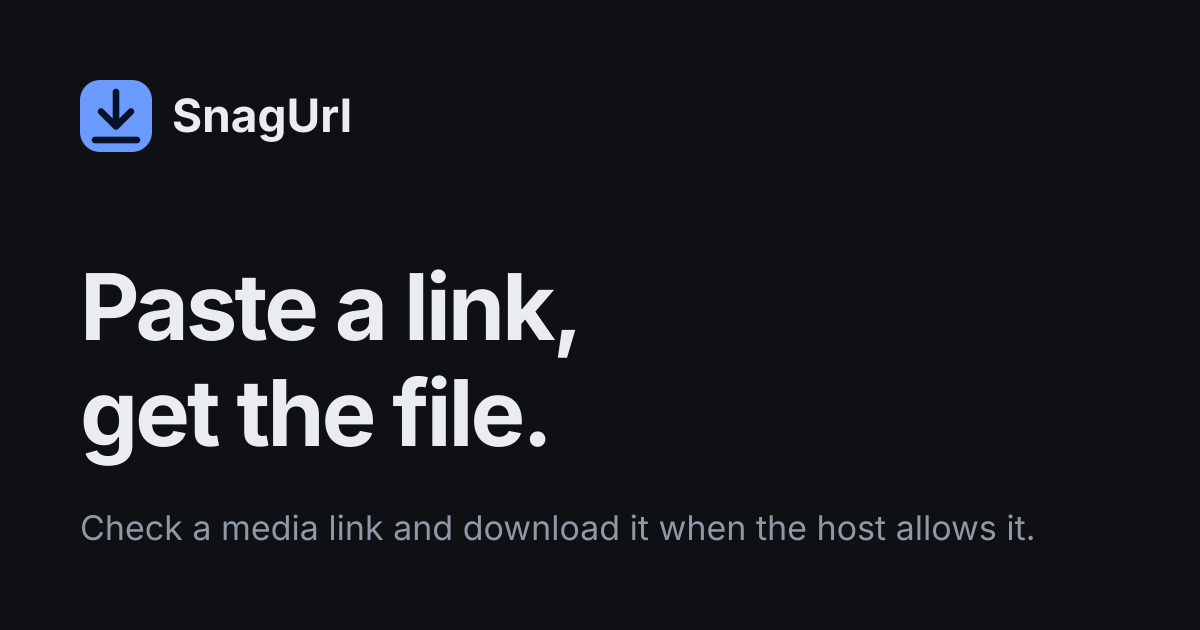 SnagUrl
Paste a link,
get the file.
Check a media link and download it when the host allows it.